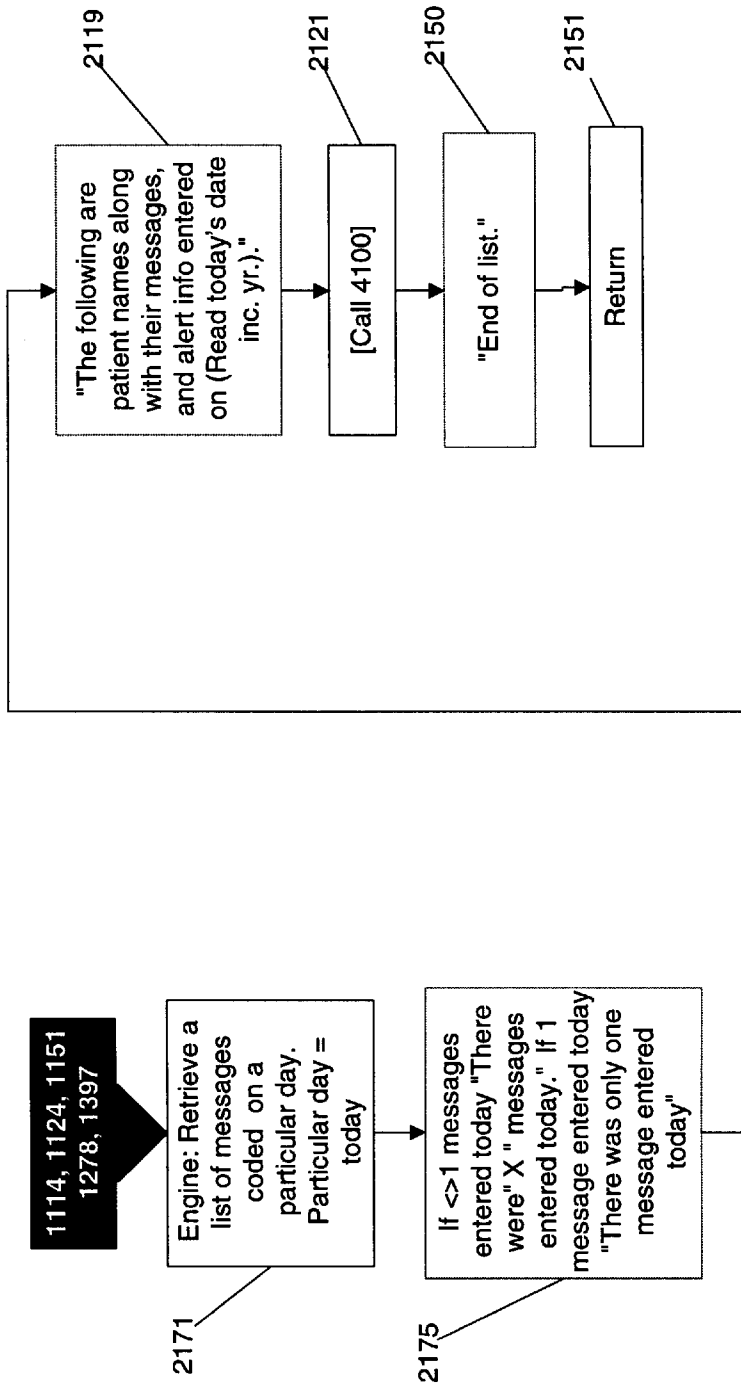 1114, 1124, 1151
1278, 1397
Engine: Retrieve a
list of messages
coded on a
particular day.
Particular day =
today
2171
If <>1 messages
entered today "There
were" X " messages
entered today." If 1
message entered today
"There was only one
message entered
today"
2175
"The following are
patient names along
with their messages,
and alert info entered
on (Read today's date
inc. yr.)."
2119
[Call 4100]
2121
"End of list."
2150
Return
2151